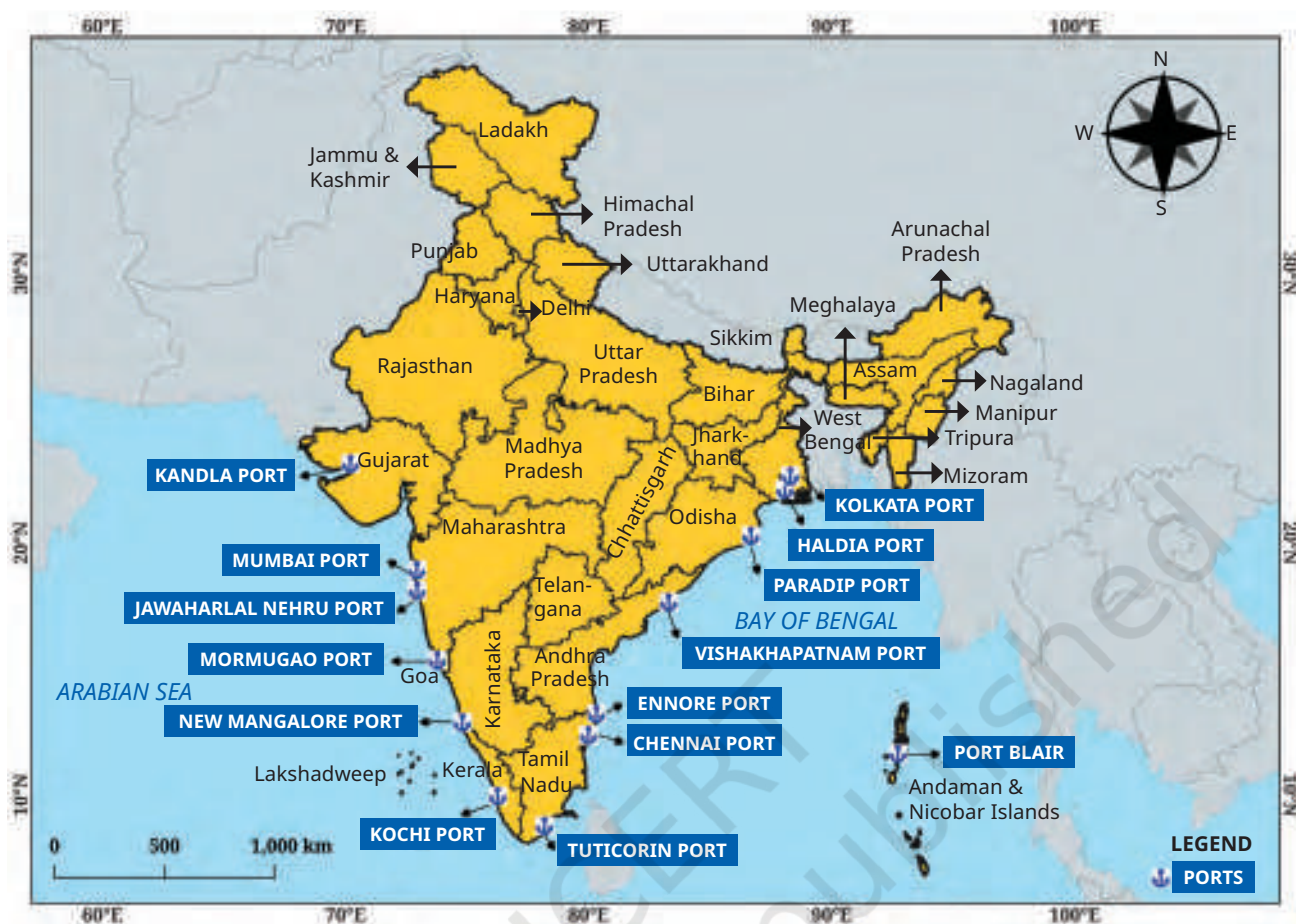 60°E 70°E 80°E 90°E 100°E
N
W E
S
Ladakh
Jammu &
Kashmir
Himachal
Pradesh
Arunachal
Pradesh
Punjab
Uttarakhand
30°N
30°N
Haryana
Delhi
Meghalaya
Sikkim
Rajasthan
Uttar
Pradesh
Assam
Bihar
Nagaland
Manipur
West
Bengal
Tripura
Jhark-
hand
Madhya
Pradesh
Gujarat
Mizoram
KANDLA PORT
KOLKATA PORT
Chhattisgarh
Odisha
Maharashtra
20°N
20°N
HALDIA PORT
MUMBAI PORT
PARADIP PORT
Telan-
gana
JAWAHARLAL NEHRU PORT
BAY OF BENGAL
VISHAKHAPATNAM PORT
MORMUGAO PORT
Goa
Andhra
Pradesh
Karnataka
ARABIAN SEA
ENNORE PORT
NEW MANGALORE PORT
CHENNAI PORT
PORT BLAIR
Lakshadweep
Kerala
Tamil
Nadu
Andaman &
Nicobar Islands
10°N
10°N
KOCHI PORT
TUTICORIN PORT
LEGEND
PORTS
0 500 1,000 km
60°E 70°E 80°E 90°E 100°E